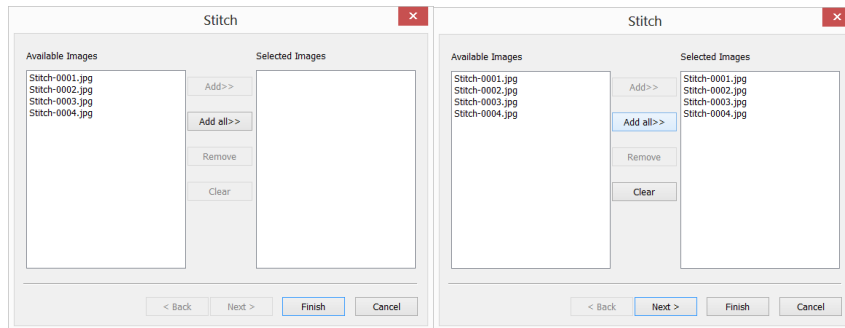 Stitch
Available Images
Selected Images
Stitch-0001.jpg
Stitch-0002.jpg
Stitch-0003.jpg
Stitch-0004.jpg
Add>>
Add all>>
Remove
Clear
< Back
Next >
Finish
Cancel
Stitch
Available Images
Selected Images
Stitch-0001.jpg
Stitch-0002.jpg
Stitch-0003.jpg
Stitch-0004.jpg
Add>>
Add all>>
Remove
Clear
Stitch-0001.jpg
Stitch-0002.jpg
Stitch-0003.jpg
Stitch-0004.jpg
< Back
Next >
Finish
Cancel